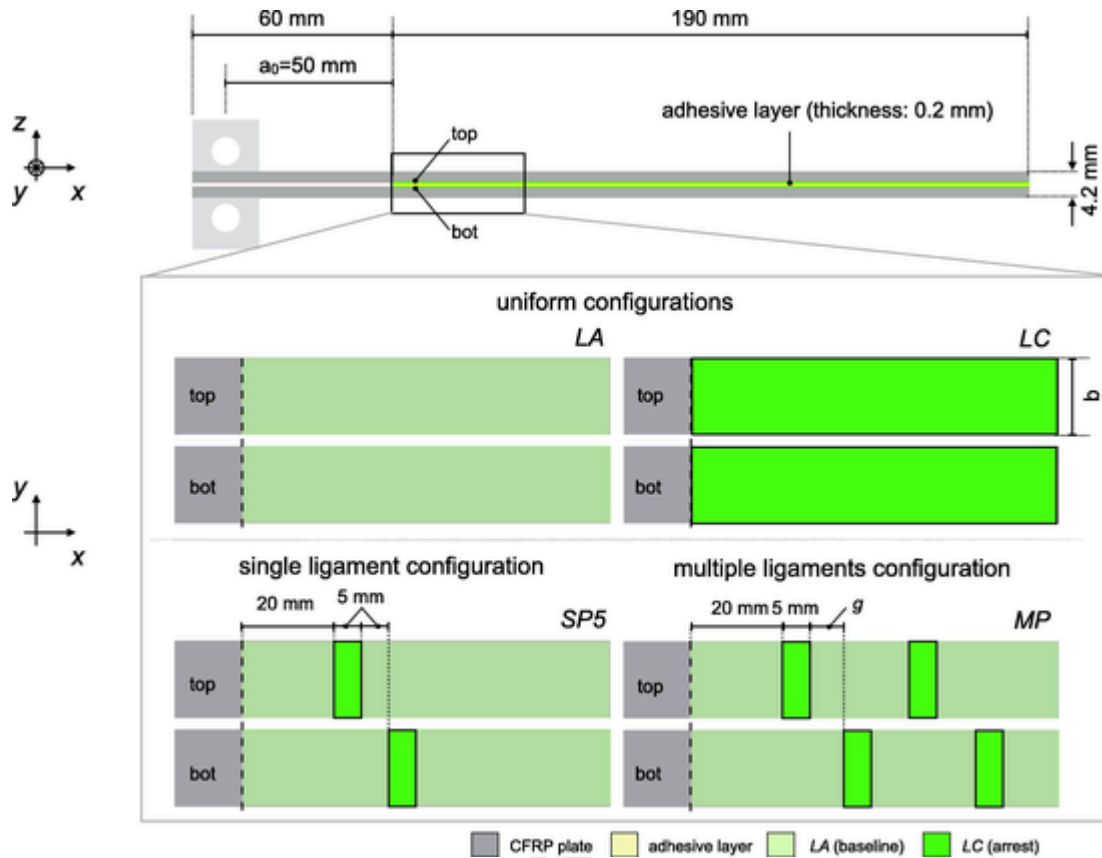 60 mm
190 mm
a₀=50 mm
adhesive layer (thickness: 0.2 mm)
z
y
x
top
bot
4.2 mm
uniform configurations
LA
LC
top
top
b
bot
bot
y
x
single ligament configuration
multiple ligaments configuration
20 mm
5 mm
SP5
20 mm
5 mm
g
MP
top
top
bot
bot
CFRP plate
adhesive layer
LA (baseline)
LC (arrest)